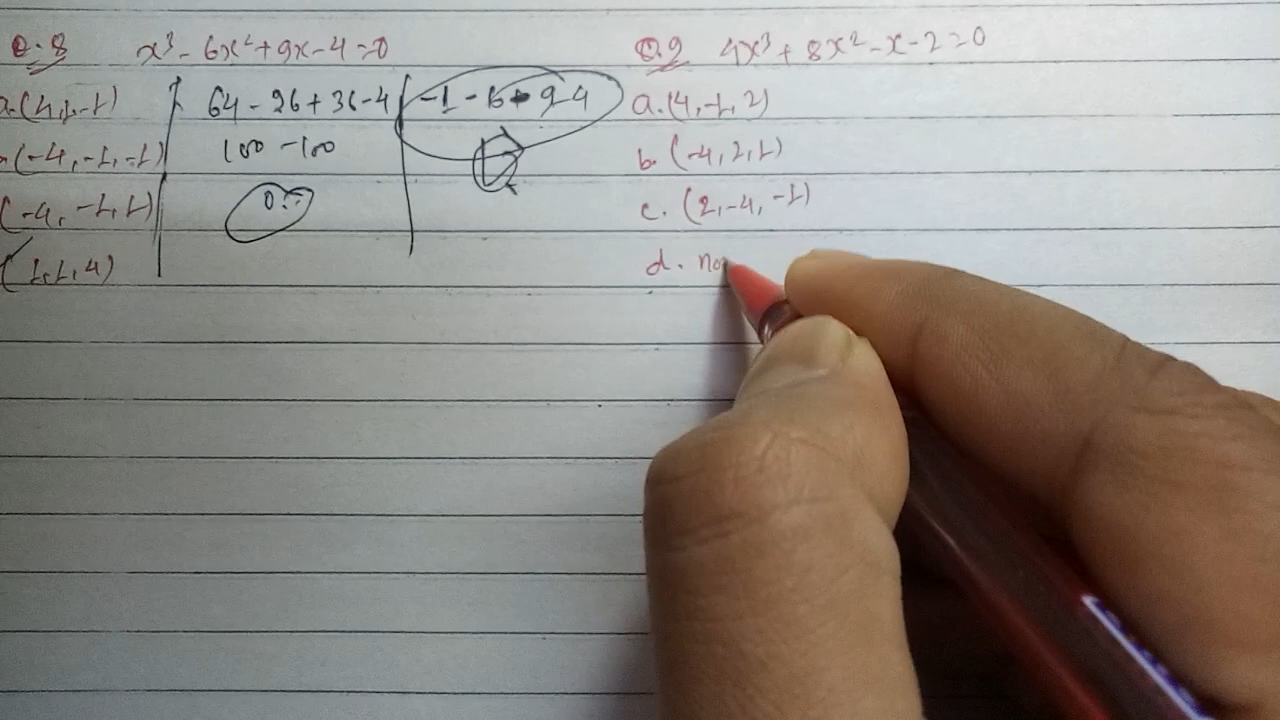 Q.8 x³ - 6x² + 9x - 4 = 0
a. (4, 1, -1)
(-4, -1, -1)
(-4, -1, 1)
(1, 1, 4)
64 - 96 + 36 - 4
100 - 100
0
-1 - 6 - 9 4
Q.9 4x³ + 8x² - x - 2 = 0
a. (4, -1, 2)
b. (-4, 2, 1)
c. (2, -4, -1)
d. no